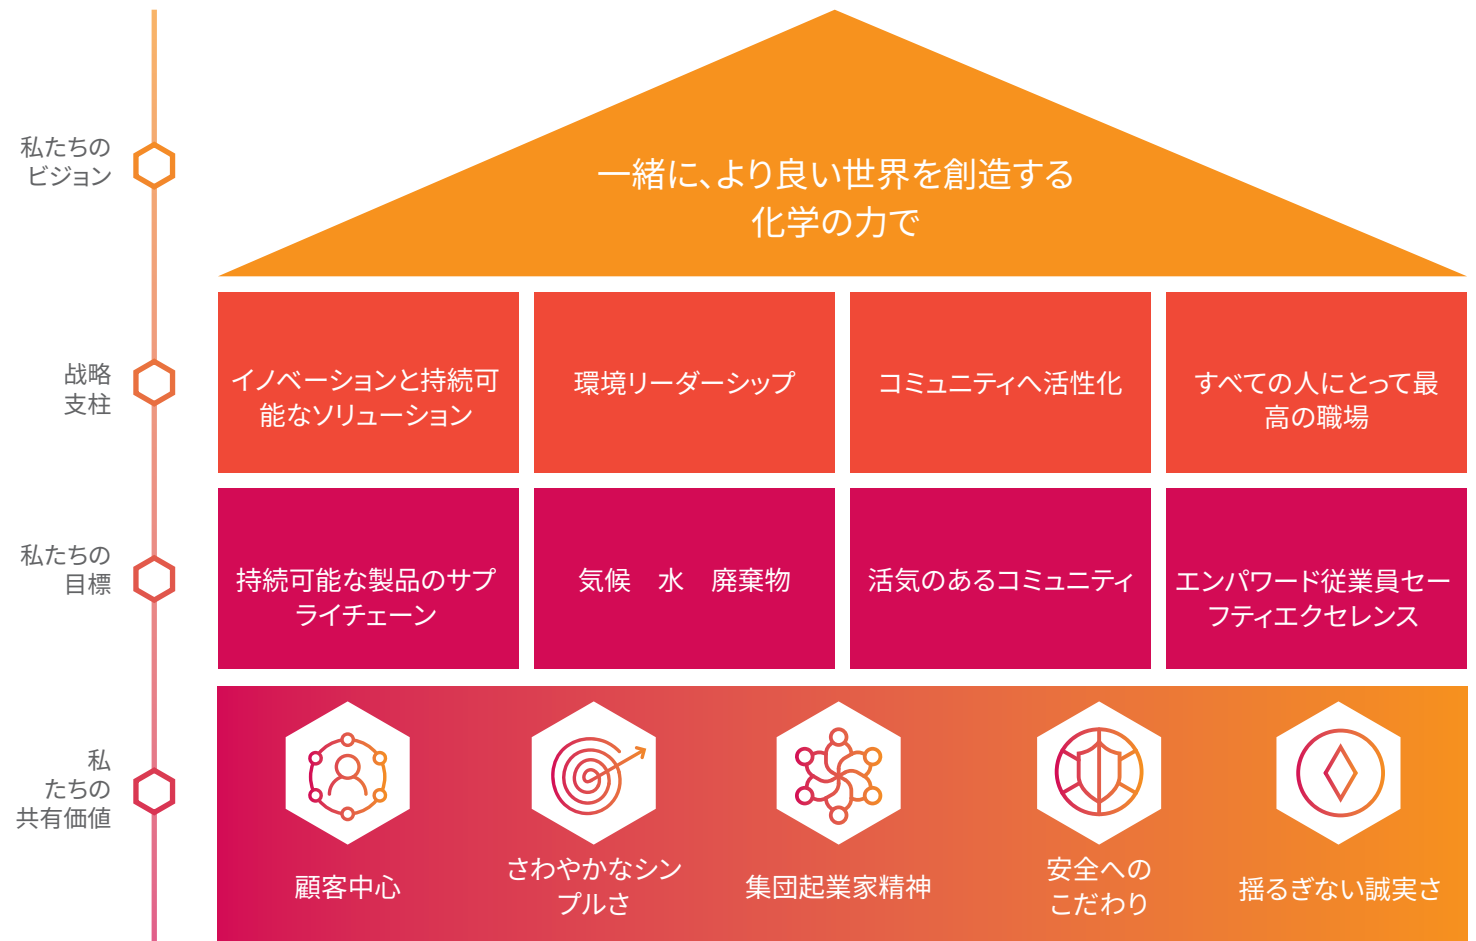 私たちの
ビジョン
一緒に、より良い世界を創造する
化学の力で
战略
支柱
イノベーションと持続可
能なソリューション
環境リーダーシップ
コミュニティへ活性化
すべての人にとって最
高の職場
私たちの
目標
持続可能な製品のサプ
ライチェーン
気候　水　廃棄物
活気のあるコミュニティ
エンパワード従業員セー
フティエクセレンス
私
たちの
共有価値
顧客中心
さわやかなシン
プルさ
集団起業家精神
安全への
こだわり
揺るぎない誠実さ